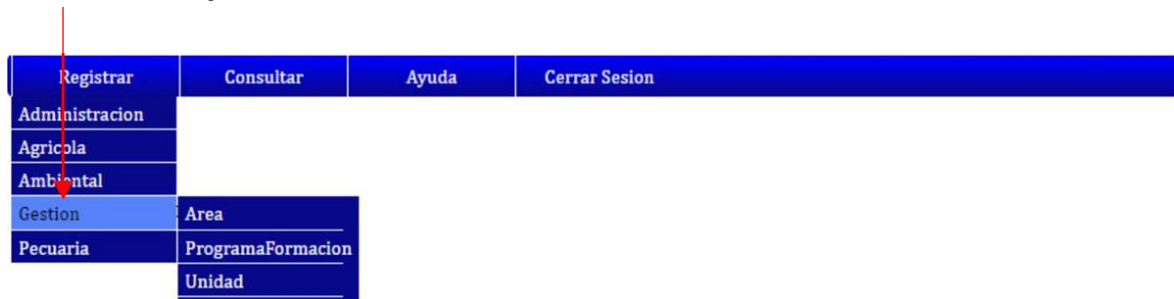 Registrar Consultar Ayuda Cerrar Sesion
Administracion
Agricola
Ambiental
Gestion Area
Pecuaria ProgramaFormacion
Unidad